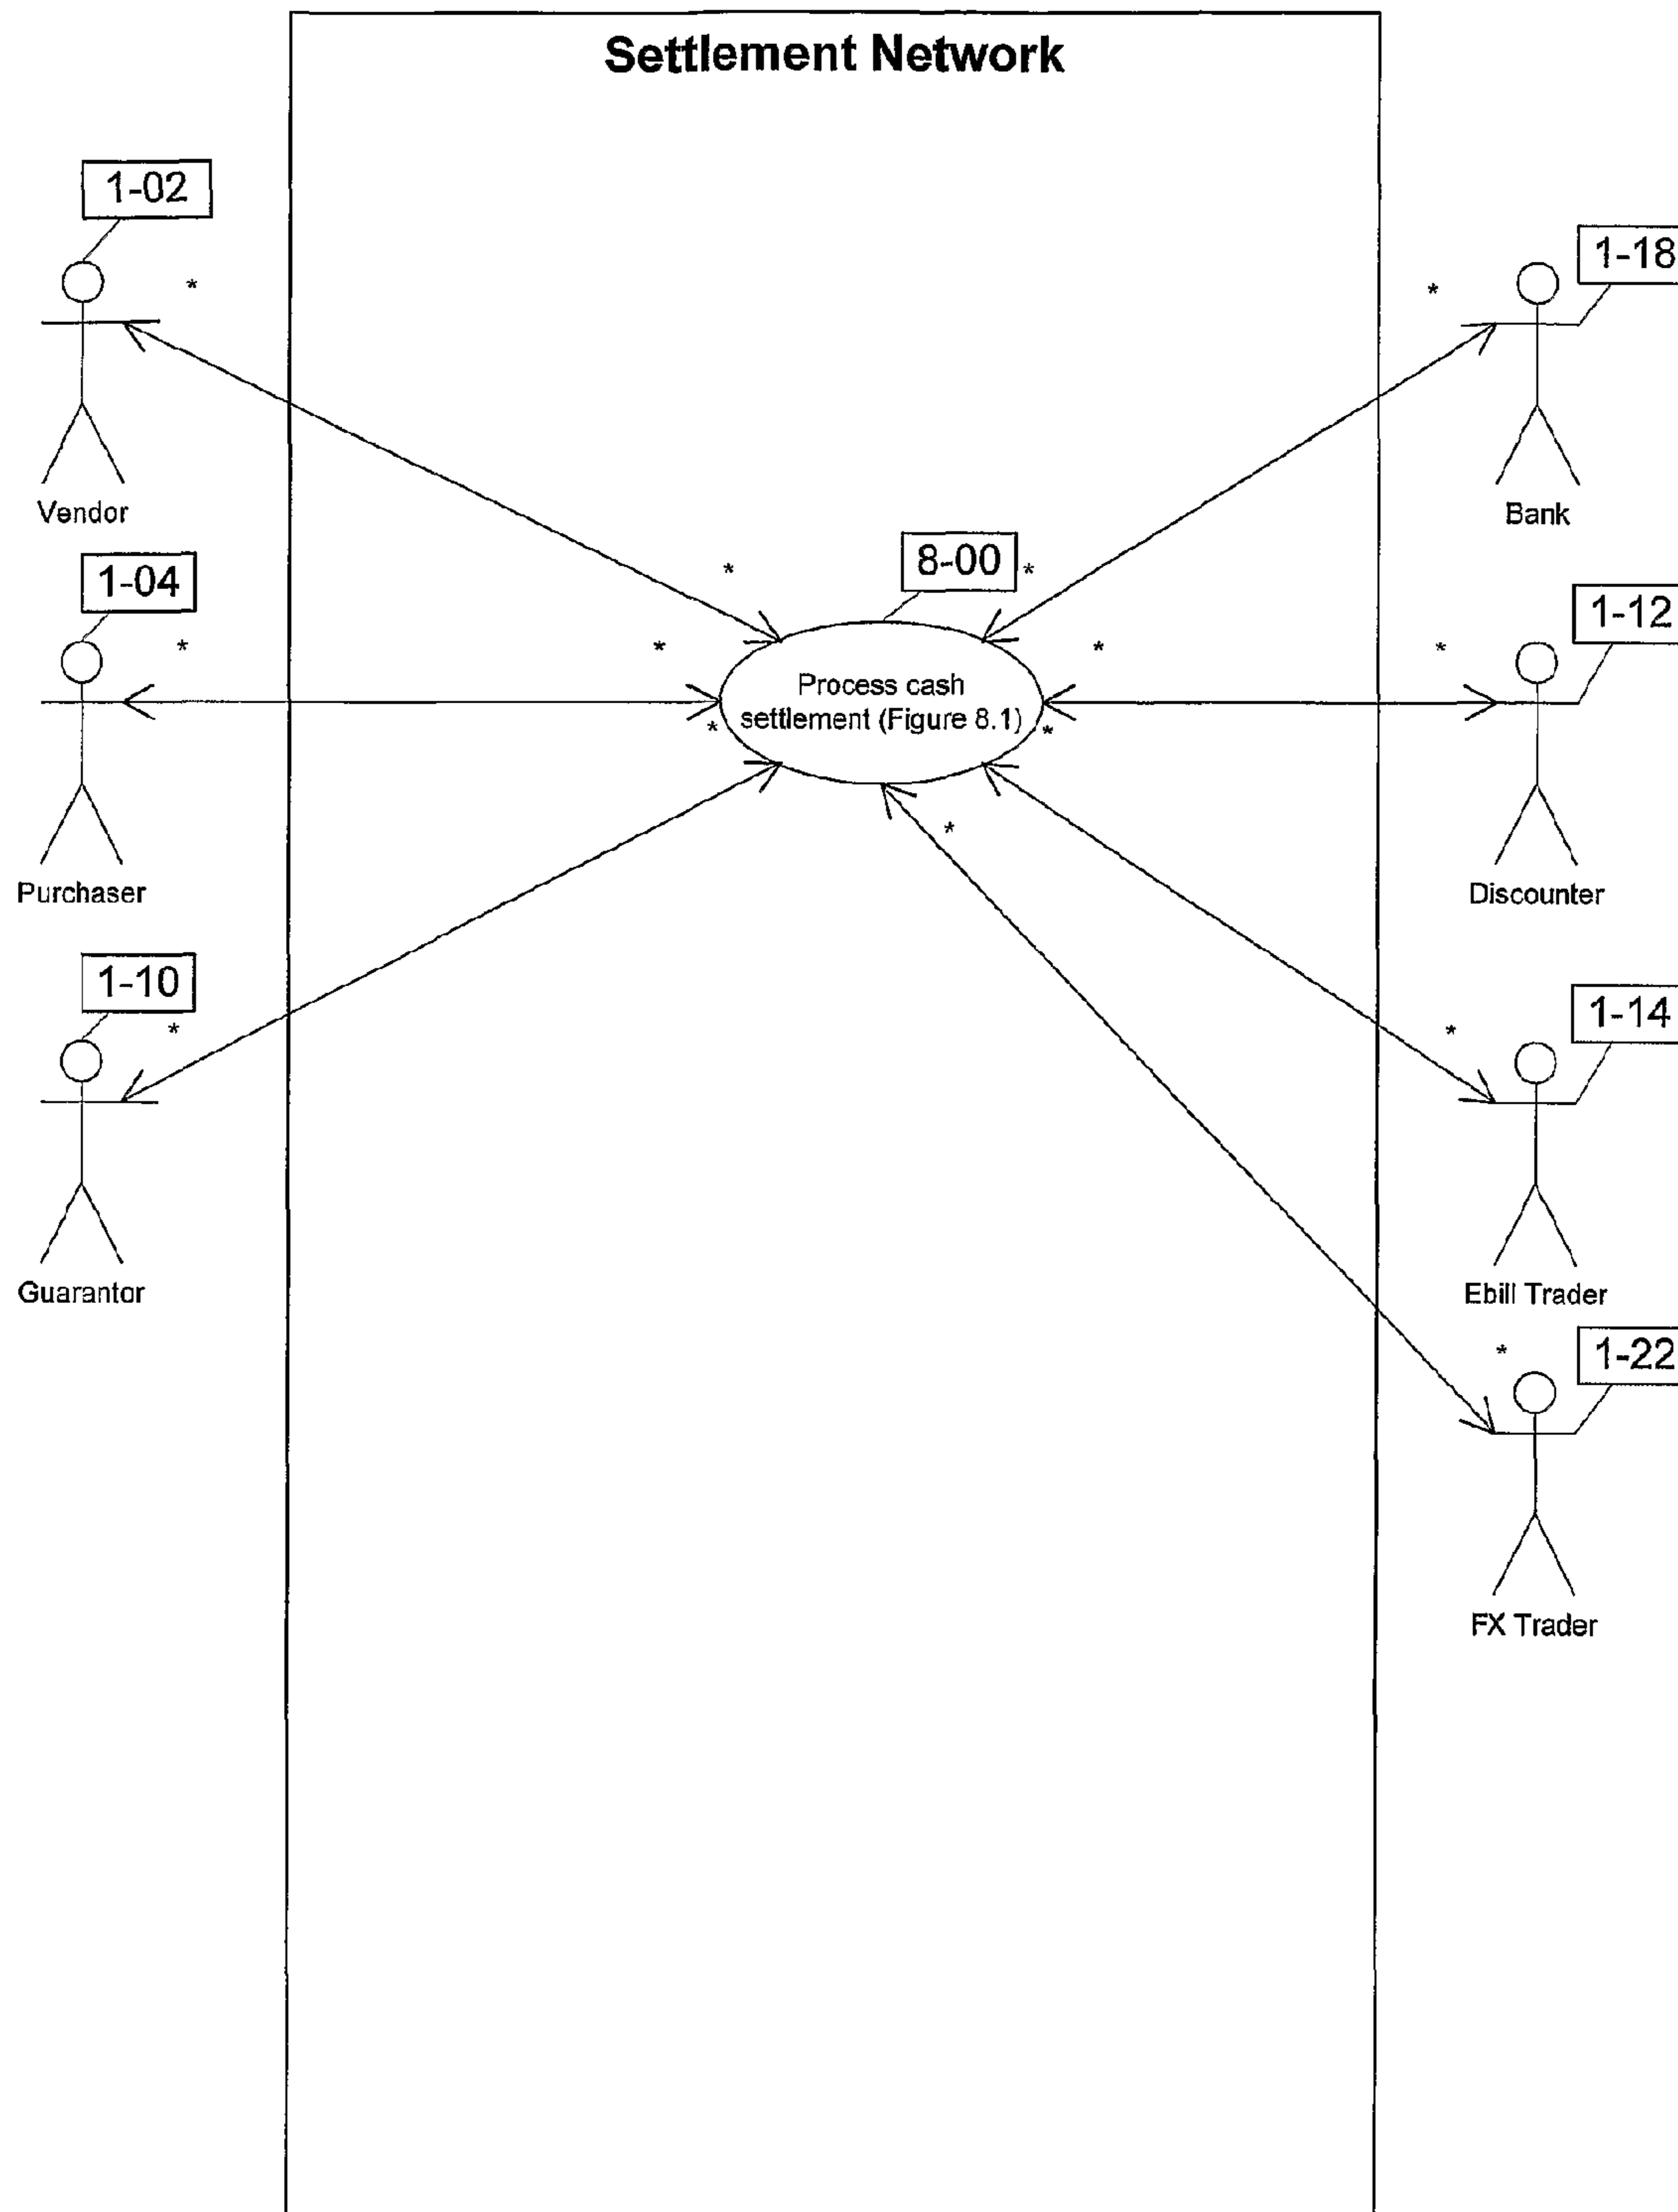 Settlement Network
1-02
1-18
*
*
Vendor
Bank
1-04
8-00
*
*
1-12
*
*
*
*
Process cash
settlement (Figure 8.1)
*
*
*
Purchaser
Discounter
1-10
1-14
*
*
Guarantor
Ebill Trader
1-22
*
FX Trader